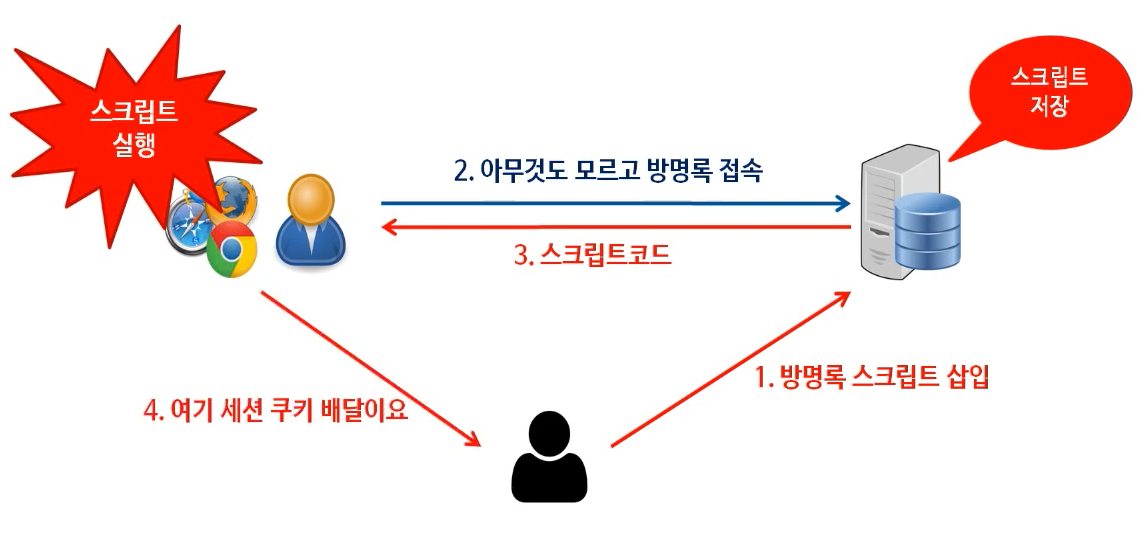 스크립트
실행
스크립트
저장
2. 아무것도 모르고 방명록 접속
3. 스크립트코드
1. 방명록 스크립트 삽입
4. 여기 세션 쿠키 배달이요